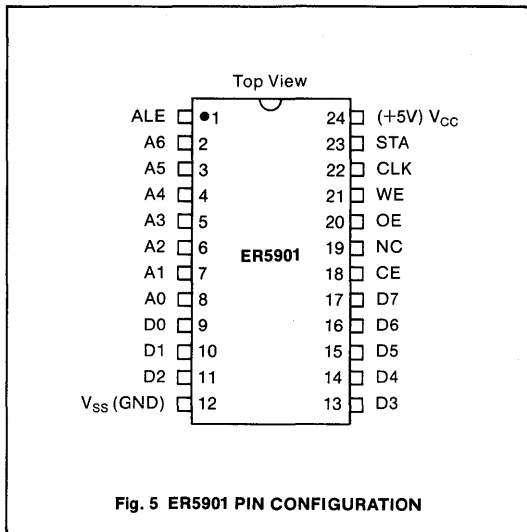 Top View
ALE 1 24 (+5V) VCC
A6 2 23 STA
A5 3 22 CLK
A4 4 21 WE
A3 5 20 OE
A2 6 ER5901 19 NC
A1 7 18 CE
A0 8 17 D7
D0 9 16 D6
D1 10 15 D5
D2 11 14 D4
VSS (GND) 12 13 D3
Fig. 5 ER5901 PIN CONFIGURATION